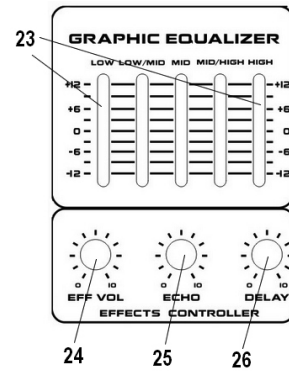 23
GRAPHIC EQUALIZER
LOW LOW/MID MID MID/HIGH HIGH
+12 +12
+6 +6
0 0
-6 -6
-12 -12
0 10 0 10 0 10
EFF VOL ECHO DELAY
EFFECTS CONTROLLER
24 25 26